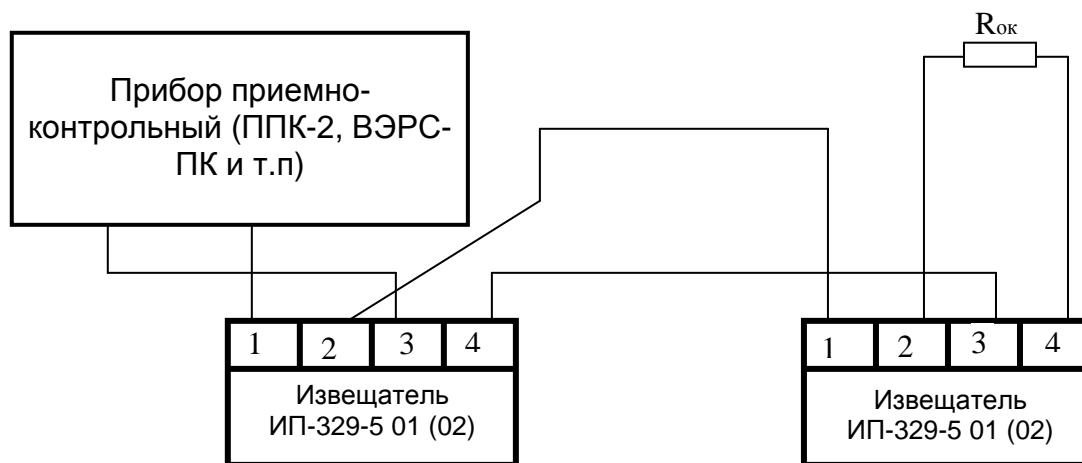 Rок
Прибор приемно-
контрольный (ППК-2, ВЭРС-
ПК и т.п)
1 2 3 4
Извещатель
ИП-329-5 01 (02)
1 2 3 4
Извещатель
ИП-329-5 01 (02)